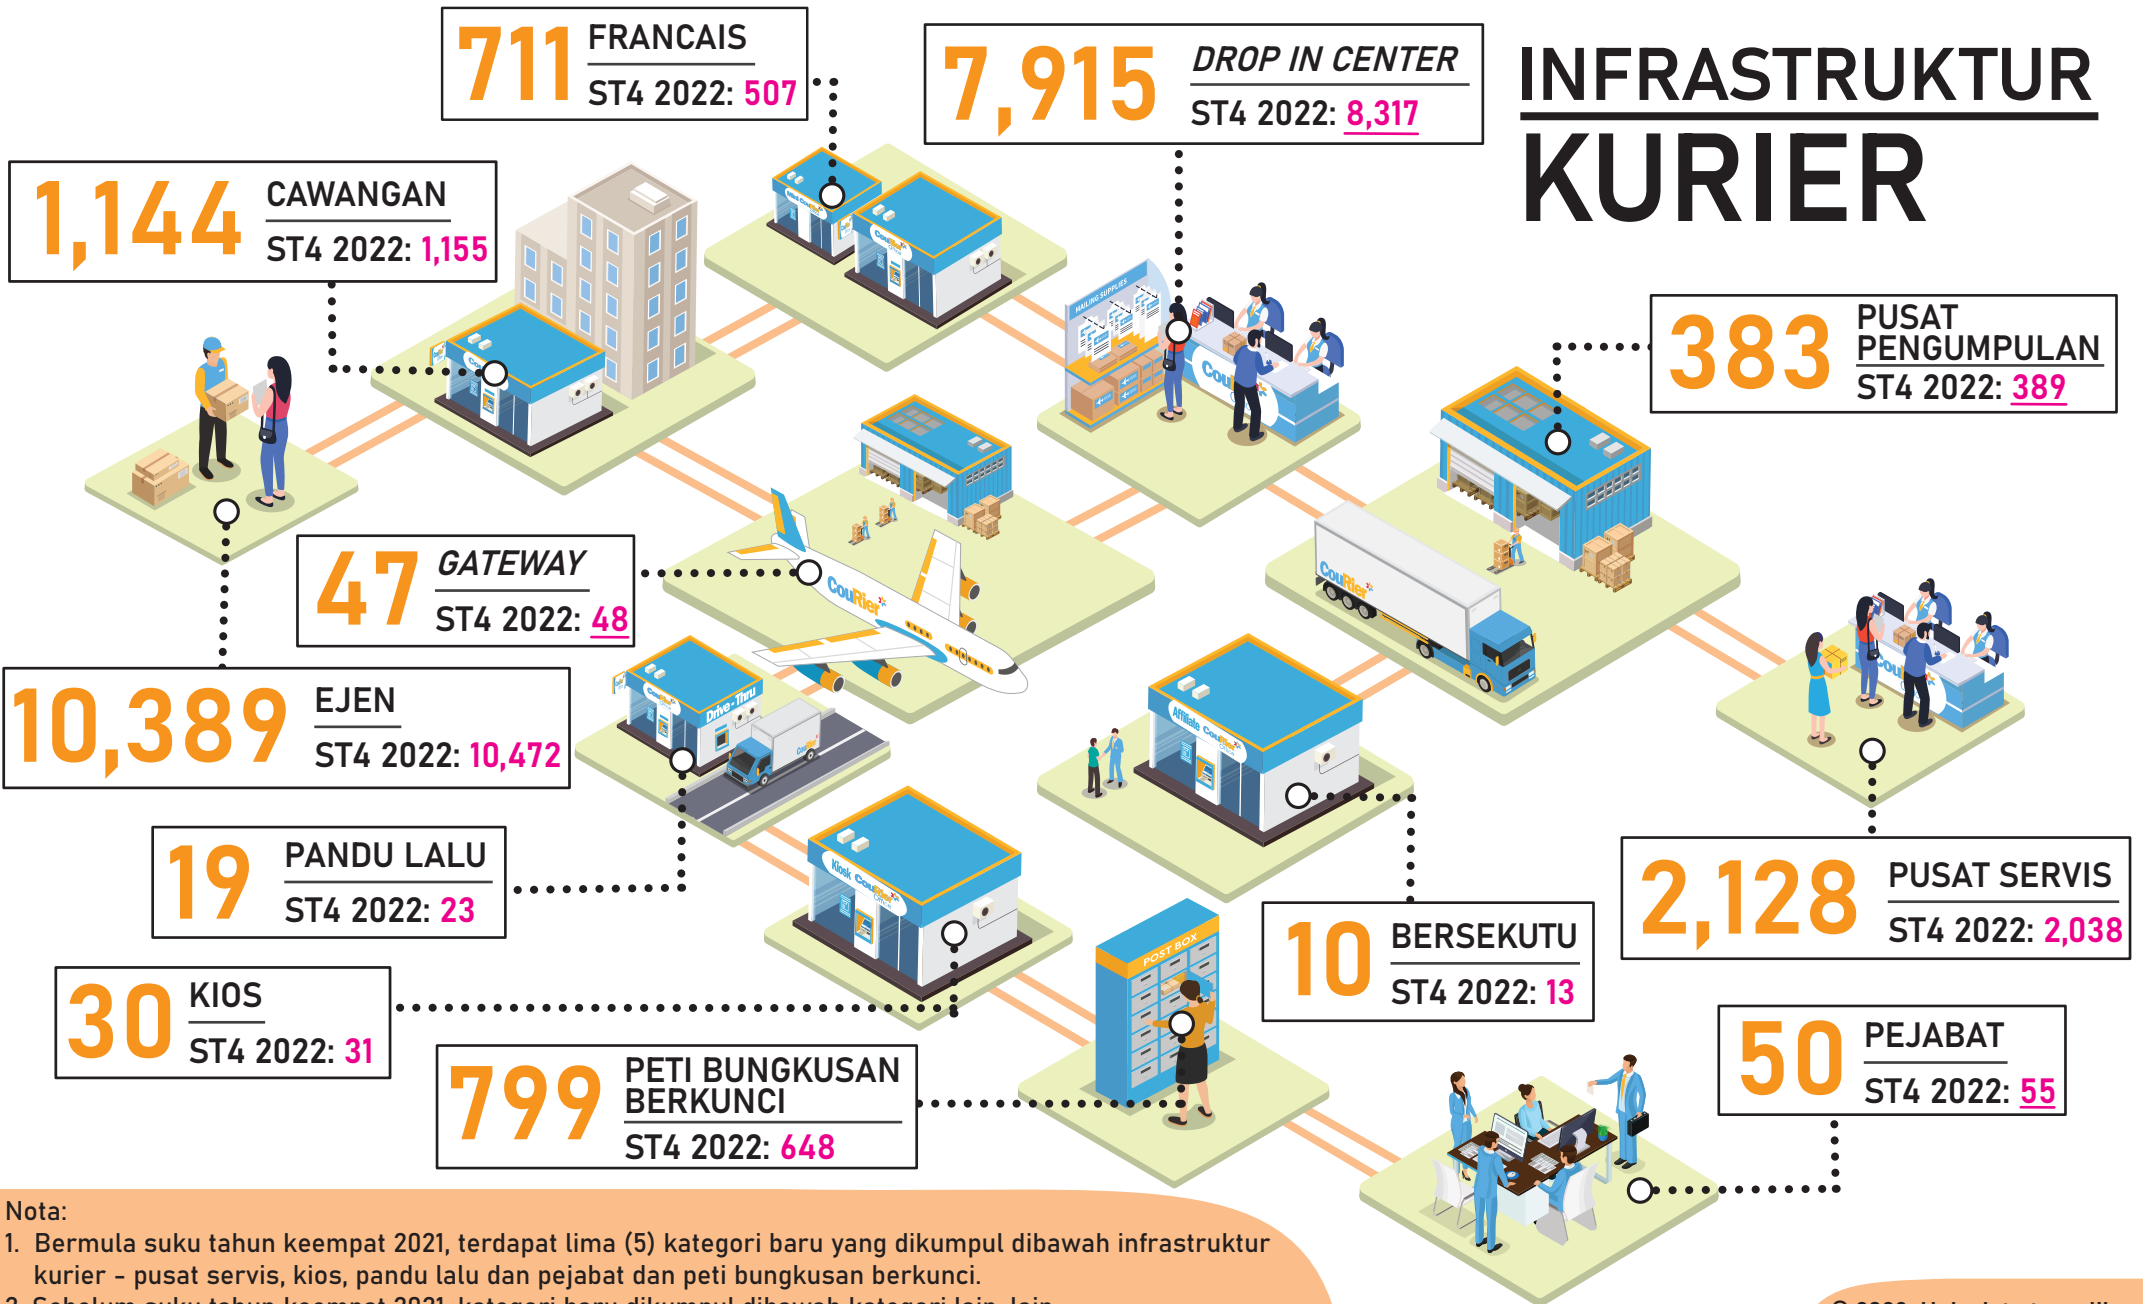 INFRASTRUKTUR
KURIER
711 FRANCAIS
ST4 2022: 507
7,915 DROP IN CENTER
ST4 2022: 8,317
1,144 CAWANGAN
ST4 2022: 1,155
383 PUSAT
PENGUMPULAN
ST4 2022: 389
MAILING SUPPLIES
47 GATEWAY
ST4 2022: 48
CouRier
CouRier
10,389 EJEN
ST4 2022: 10,472
Drive-Thru
Affiliate CouRier
19 PANDU LALU
ST4 2022: 23
Kiosk CouRier
2,128 PUSAT SERVIS
ST4 2022: 2,038
10 BERSEKUTU
ST4 2022: 13
POST BOX
30 KIOS
ST4 2022: 31
799 PETI BUNGKUSAN
BERKUNCI
ST4 2022: 648
50 PEJABAT
ST4 2022: 55
Nota:
1. Bermula suku tahun keempat 2021, terdapat lima (5) kategori baru yang dikumpul dibawah infrastruktur
kurier - pusat servis, kios, pandu lalu dan pejabat dan peti bungkusan berkunci.